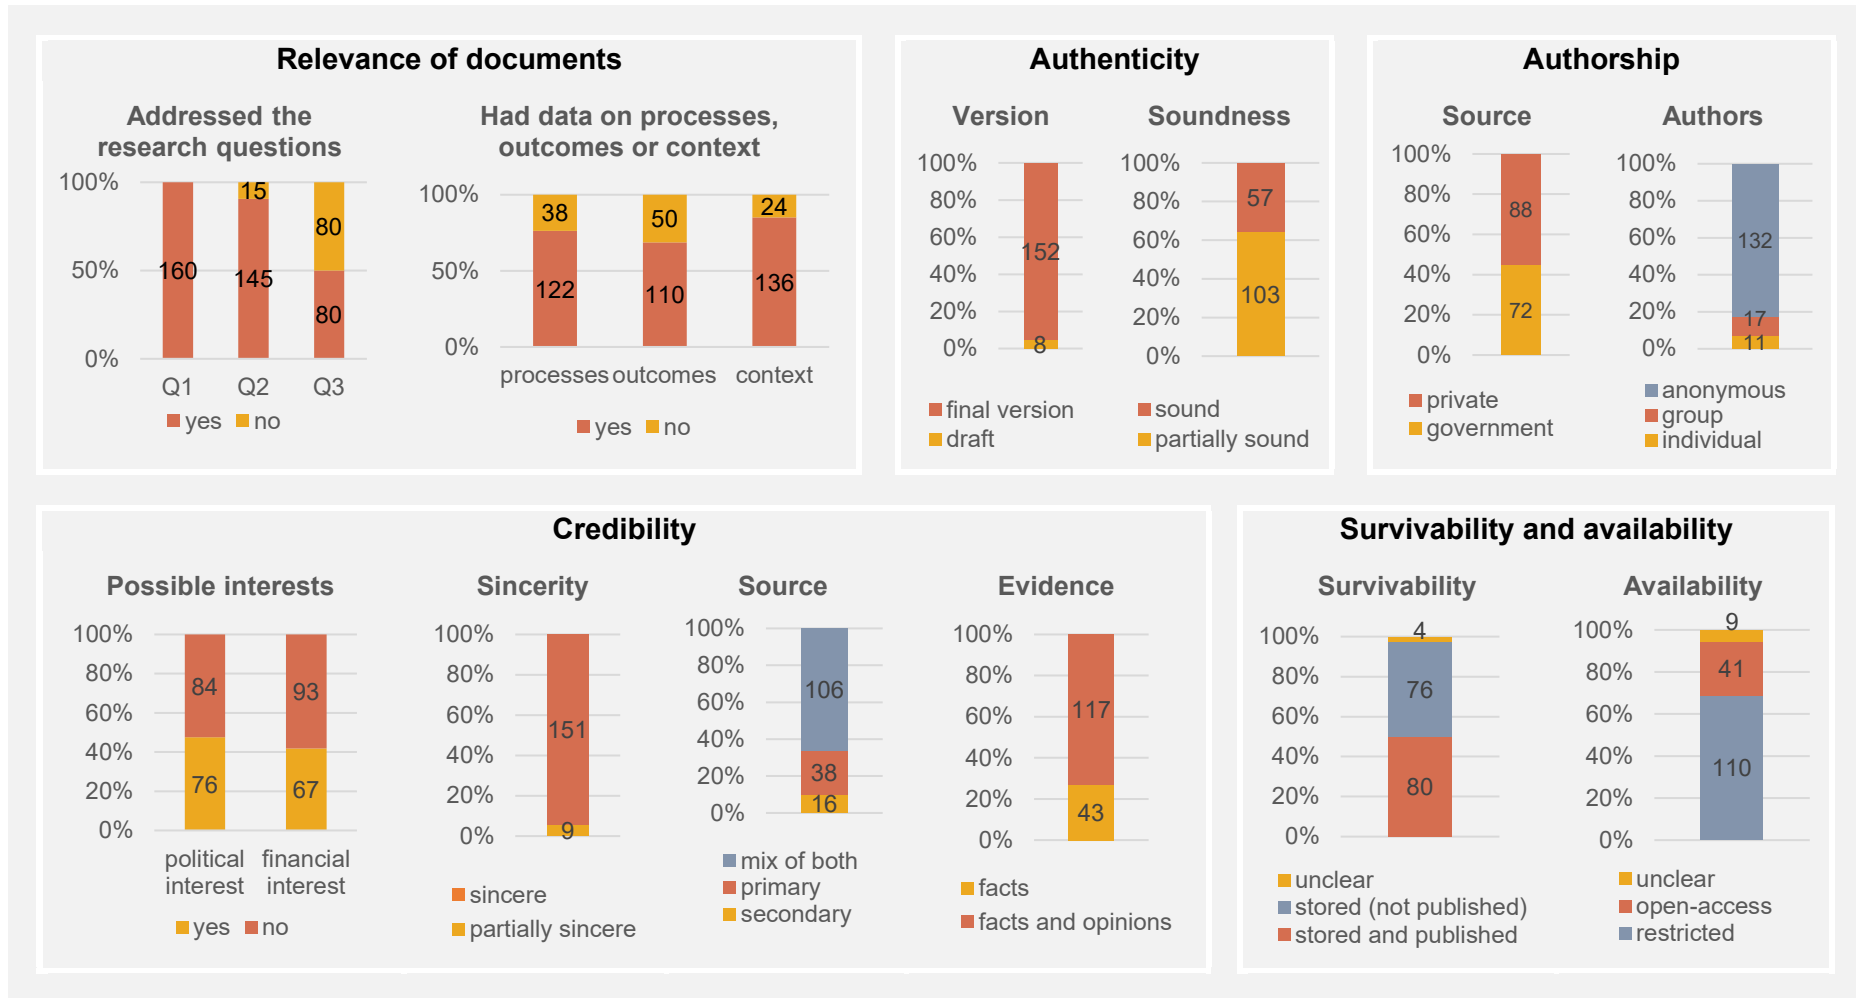 Relevance of documents
Addressed the
research questions
100%
50%
0%
15
80
160
145
80
Q1
Q2
Q3
yes
no
Had data on processes,
outcomes or context
100%
50%
0%
38
50
24
122
110
136
processes
outcomes
context
yes
no
Authenticity
Version
100%
80%
60%
40%
20%
0%
152
8
final version
draft
Soundness
100%
80%
60%
40%
20%
0%
57
103
sound
partially sound
Authorship
Source
100%
80%
60%
40%
20%
0%
88
72
private
government
Authors
100%
80%
60%
40%
20%
0%
132
17
11
anonymous
group
individual
Credibility
Possible interests
100%
80%
60%
40%
20%
0%
84
93
76
67
political
interest
financial
interest
yes
no
Sincerity
100%
80%
60%
40%
20%
0%
151
9
sincere
partially sincere
Source
100%
80%
60%
40%
20%
0%
106
38
16
mix of both
primary
secondary
Evidence
100%
80%
60%
40%
20%
0%
117
43
facts
facts and opinions
Survivability and availability
Survivability
100%
80%
60%
40%
20%
0%
4
76
80
unclear
stored (not published)
stored and published
Availability
100%
80%
60%
40%
20%
0%
9
41
110
unclear
open-access
restricted